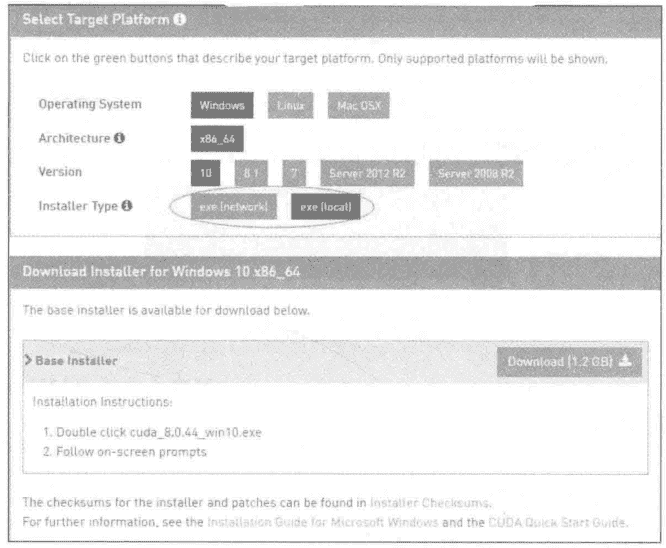 Select Target Platform
Click on the green buttons that describe your target platform. Only supported platforms will be shown.
Operating System Windows Linux Mac OSX
Architecture x86_64
Version 10 8.1 7 Server 2012 R2 Server 2008 R2
Installer Type exe (network) exe (local)
Download Installer for Windows 10 x86_64
The base installer is available for download below.
Base Installer Download (1.2 GB)
Installation Instructions:
1. Double click cuda_8.0.44_win10.exe
2. Follow on-screen prompts
The checksums for the installer and patches can be found in Installer Checksums.
For further information, see the Installation Guide for Microsoft Windows and the CUDA Quick Start Guide.